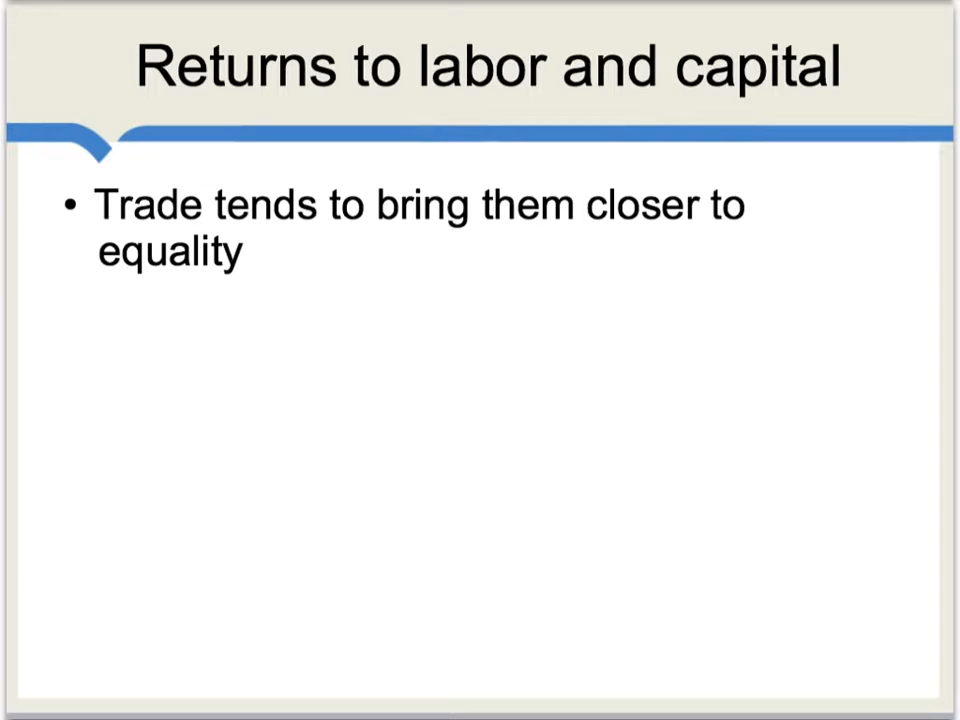 Returns to labor and capital
• Trade tends to bring them closer to
equality